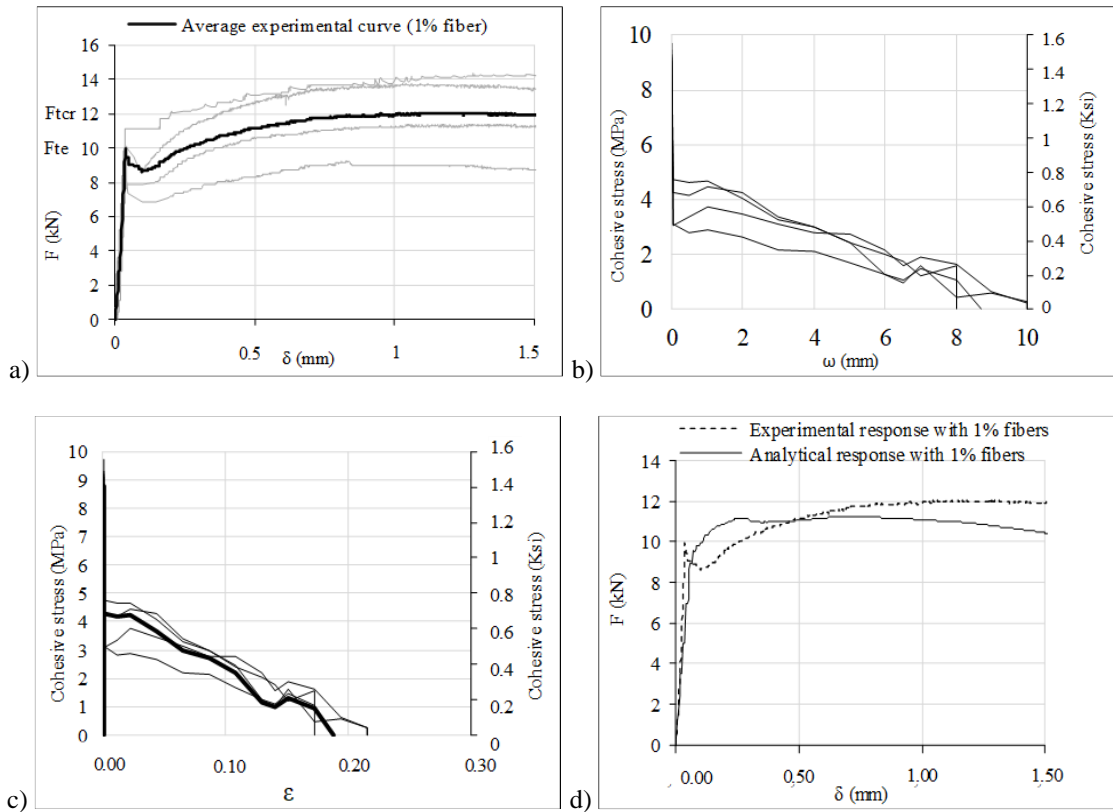 Average experimental curve (1% fiber)
16
14
Ftcr 12
Fte 10
8
6
4
2
0
F (kN)
0 0.5 1 1.5
δ (mm)
a)
10
8
6
4
2
0
Cohesive stress (MPa)
1.6
1.4
1.2
1
0.8
0.6
0.4
0.2
0
Cohesive stress (Ksi)
0 2 4 6 8 10
ω (mm)
b)
10
9
8
7
6
5
4
3
2
1
0
Cohesive stress (MPa)
1.6
1.4
1.2
1
0.8
0.6
0.4
0.2
0
Cohesive stress (Ksi)
0.00 0.10 0.20 0.30
ε
c)
Experimental response with 1% fibers
Analytical response with 1% fibers
14
12
10
8
6
4
2
0
F (kN)
0.00 0.50 1.00 1.50
δ (mm)
d)